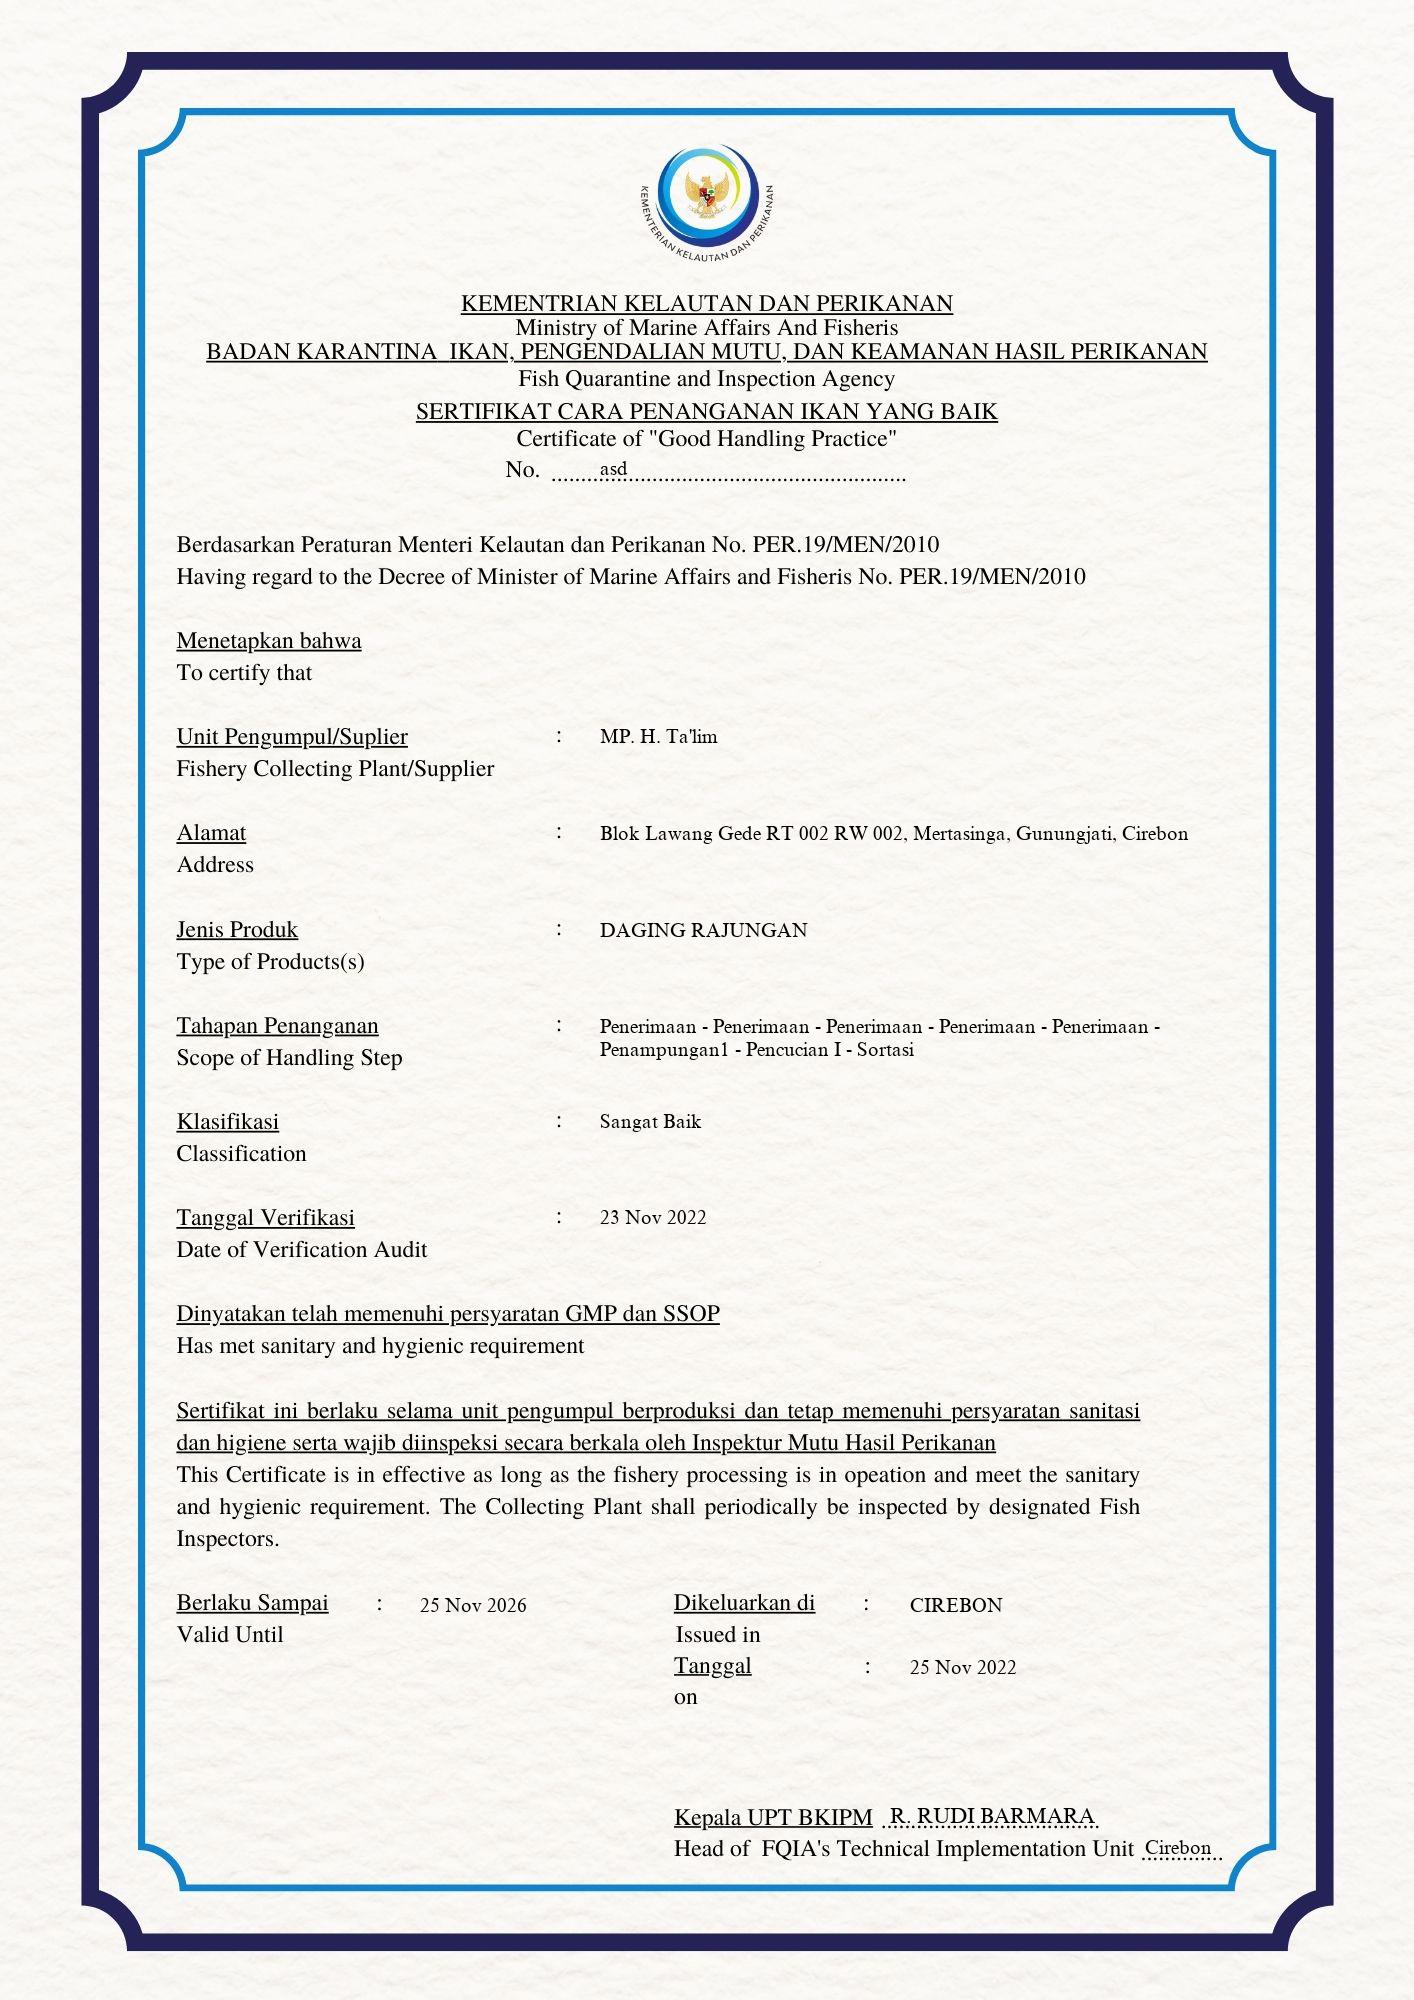 KEMENTERIAN KELAUTAN DAN PERIKANAN
KEMENTRIAN KELAUTAN DAN PERIKANAN
Ministry of Marine Affairs And Fisheris
BADAN KARANTINA  IKAN, PENGENDALIAN MUTU, DAN KEAMANAN HASIL PERIKANAN
Fish Quarantine and Inspection Agency
SERTIFIKAT CARA PENANGANAN IKAN YANG BAIK
Certificate of "Good Handling Practice"
No. asd
Berdasarkan Peraturan Menteri Kelautan dan Perikanan No. PER.19/MEN/2010
Having regard to the Decree of Minister of Marine Affairs and Fisheris No. PER.19/MEN/2010
Menetapkan bahwa
To certify that
Unit Pengumpul/Suplier : MP. H. Ta'lim
Fishery Collecting Plant/Supplier
Alamat : Blok Lawang Gede RT 002 RW 002, Mertasinga, Gunungjati, Cirebon
Address
Jenis Produk : DAGING RAJUNGAN
Type of Products(s)
Tahapan Penanganan : Penerimaan - Penerimaan - Penerimaan - Penerimaan - Penerimaan -
Penampungan1 - Pencucian I - Sortasi
Scope of Handling Step
Klasifikasi : Sangat Baik
Classification
Tanggal Verifikasi : 23 Nov 2022
Date of Verification Audit
Dinyatakan telah memenuhi persyaratan GMP dan SSOP
Has met sanitary and hygienic requirement
Sertifikat ini berlaku selama unit pengumpul berproduksi dan tetap memenuhi persyaratan sanitasi
dan higiene serta wajib diinspeksi secara berkala oleh Inspektur Mutu Hasil Perikanan
This Certificate is in effective as long as the fishery processing is in opeation and meet the sanitary
and hygienic requirement. The Collecting Plant shall periodically be inspected by designated Fish
Inspectors.
Berlaku Sampai : 25 Nov 2026 Dikeluarkan di : CIREBON
Valid Until Issued in
Tanggal : 25 Nov 2022
on
Kepala UPT BKIPM R. RUDI BARMARA
Head of  FQIA's Technical Implementation Unit Cirebon